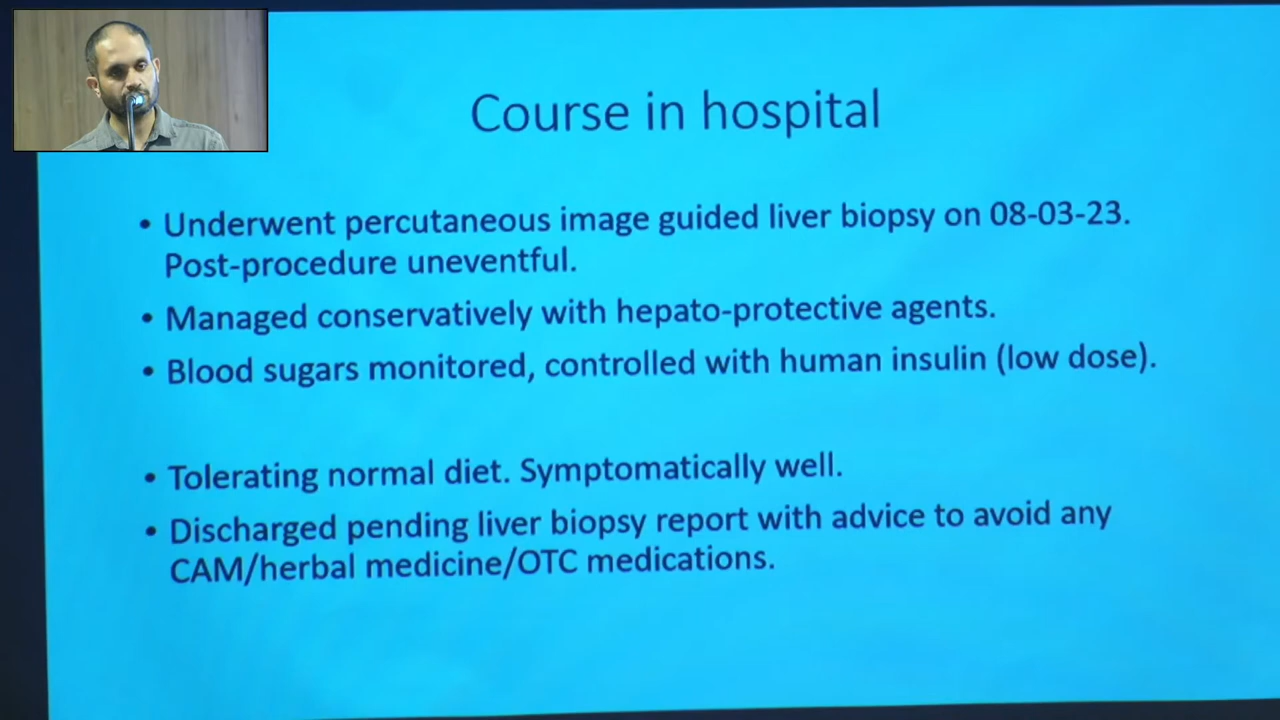 Course in hospital
• Underwent percutaneous image guided liver biopsy on 08-03-23.
Post-procedure uneventful.
• Managed conservatively with hepato-protective agents.
• Blood sugars monitored, controlled with human insulin (low dose).
• Tolerating normal diet. Symptomatically well.
• Discharged pending liver biopsy report with advice to avoid any
CAM/herbal medicine/OTC medications.